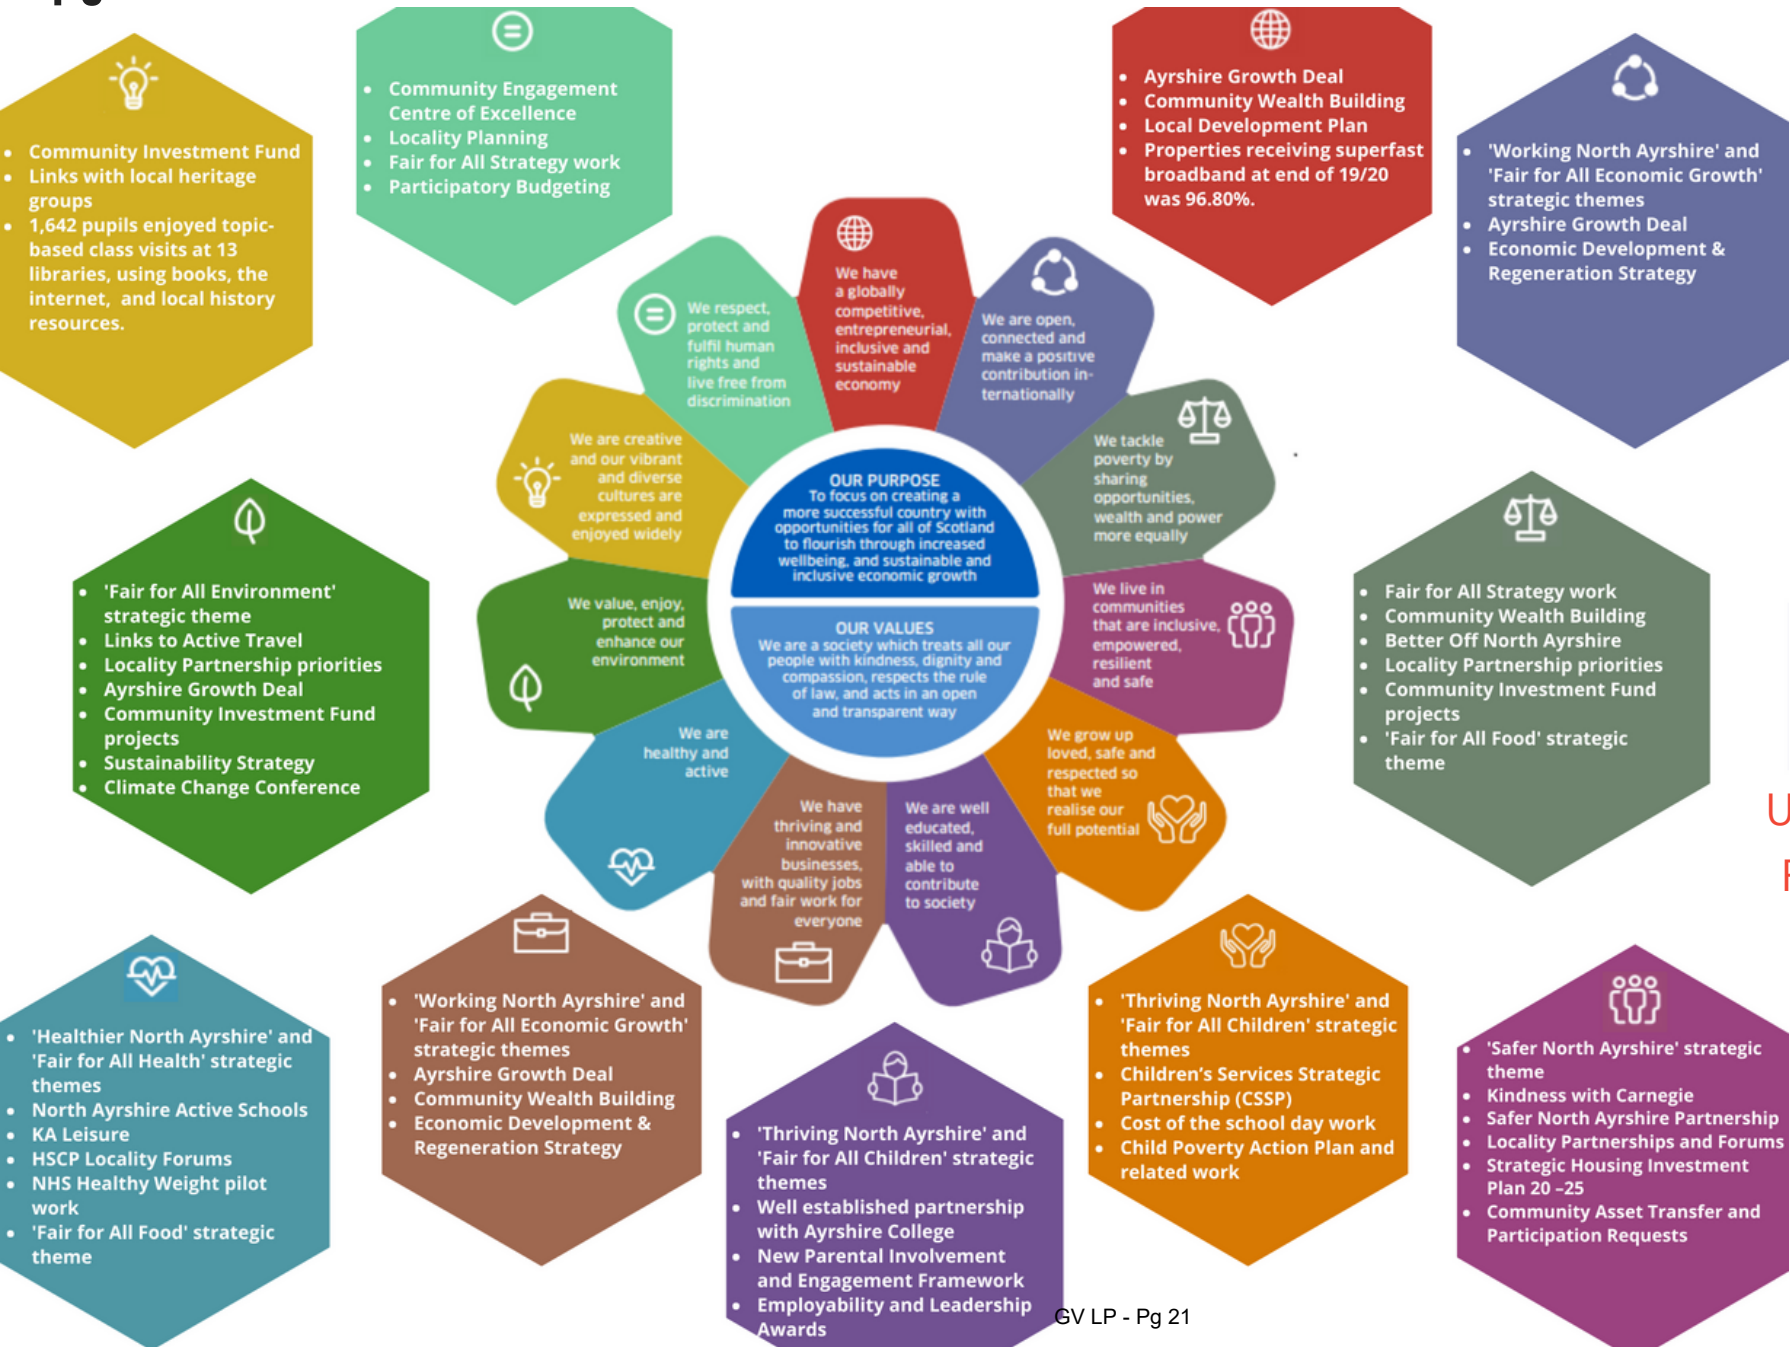 • Community Investment Fund
• Links with local heritage
groups
• 1,642 pupils enjoyed topic-
based class visits at 13
libraries, using books, the
internet, and local history
resources.
• Community Engagement
Centre of Excellence
• Locality Planning
• Fair for All Strategy work
• Participatory Budgeting
• Ayrshire Growth Deal
• Community Wealth Building
• Local Development Plan
• Properties receiving superfast
broadband at end of 19/20
was 96.80%.
• 'Working North Ayrshire' and
'Fair for All Economic Growth'
strategic themes
• Ayrshire Growth Deal
• Economic Development &
Regeneration Strategy
We respect,
protect and
fulfil human
rights and
live free from
discrimination
We have
a globally
competitive,
entrepreneurial,
inclusive and
sustainable
economy
We are open,
connected and
make a positive
contribution in-
ternationally
We are creative
and our vibrant
and diverse
cultures are
expressed and
enjoyed widely
We tackle
poverty by
sharing
opportunities,
wealth and power
more equally
OUR PURPOSE
To focus on creating a
more successful country with
opportunities for all of Scotland
to flourish through increased
wellbeing, and sustainable and
inclusive economic growth
OUR VALUES
We are a society which treats all our
people with kindness, dignity and
compassion, respects the rule
of law, and acts in an open
and transparent way
We value, enjoy,
protect and
enhance our
environment
We live in
communities
that are inclusive,
empowered,
resilient
and safe
We are
healthy and
active
We grow up
loved, safe and
respected so
that we
realise our
full potential
We have
thriving and
innovative
businesses,
with quality jobs
and fair work for
everyone
We are well
educated,
skilled and
able to
contribute
to society
• 'Fair for All Environment'
strategic theme
• Links to Active Travel
• Locality Partnership priorities
• Ayrshire Growth Deal
• Community Investment Fund
projects
• Sustainability Strategy
• Climate Change Conference
• Fair for All Strategy work
• Community Wealth Building
• Better Off North Ayrshire
• Locality Partnership priorities
• Community Investment Fund
projects
• 'Fair for All Food' strategic
theme
• 'Healthier North Ayrshire' and
'Fair for All Health' strategic
themes
• North Ayrshire Active Schools
• KA Leisure
• HSCP Locality Forums
• NHS Healthy Weight pilot
work
• 'Fair for All Food' strategic
theme
• 'Working North Ayrshire' and
'Fair for All Economic Growth'
strategic themes
• Ayrshire Growth Deal
• Community Wealth Building
• Economic Development &
Regeneration Strategy
• 'Thriving North Ayrshire' and
'Fair for All Children' strategic
themes
• Well established partnership
with Ayrshire College
• New Parental Involvement
and Engagement Framework
• Employability and Leadership
Awards
• 'Thriving North Ayrshire' and
'Fair for All Children' strategic
themes
• Children's Services Strategic
Partnership (CSSP)
• Cost of the school day work
• Child Poverty Action Plan and
related work
• 'Safer North Ayrshire' strategic
theme
• Kindness with Carnegie
• Safer North Ayrshire Partnership
• Locality Partnerships and Forums
• Strategic Housing Investment
Plan 20 –25
• Community Asset Transfer and
Participation Requests
GV LP - Pg 21